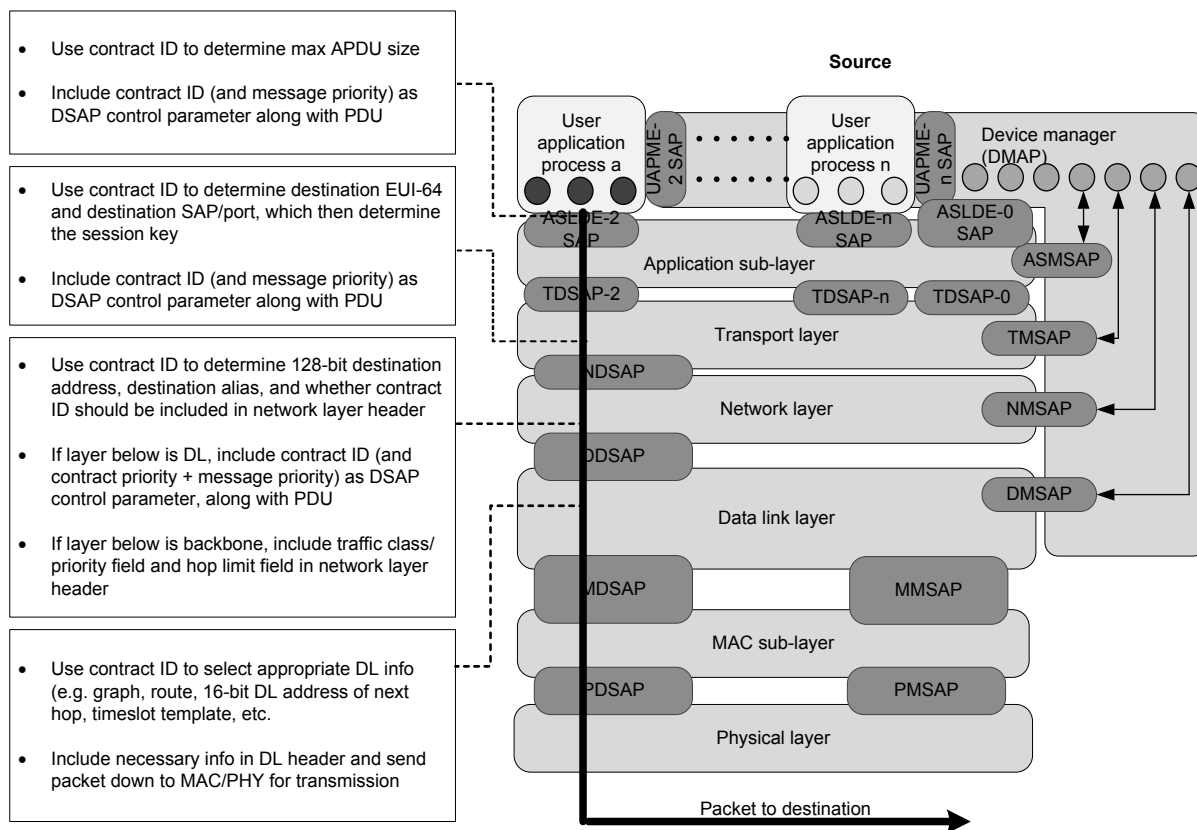 • Use contract ID to determine max APDU size
• Include contract ID (and message priority) as
DSAP control parameter along with PDU
• Use contract ID to determine destination EUI-64
and destination SAP/port, which then determine
the session key
• Include contract ID (and message priority) as
DSAP control parameter along with PDU
• Use contract ID to determine 128-bit destination
address, destination alias, and whether contract
ID should be included in network layer header
• If layer below is DL, include contract ID (and
contract priority + message priority) as DSAP
control parameter, along with PDU
• If layer below is backbone, include traffic class/
priority field and hop limit field in network layer
header
• Use contract ID to select appropriate DL info
(e.g. graph, route, 16-bit DL address of next
hop, timeslot template, etc.
• Include necessary info in DL header and send
packet down to MAC/PHY for transmission
Source
User
application
process a
UAPME-
2 SAP
User
application
process n
UAPME-
n SAP
Device manager
(DMAP)
ASLDE-2
SAP
ASLDE-n
SAP
ASLDE-0
SAP
Application sub-layer
ASMSAP
TDSAP-2
TDSAP-n
TDSAP-0
Transport layer
TMSAP
NDSAP
Network layer
NMSAP
DDSAP
Data link layer
DMSAP
MDSAP
MMSAP
MAC sub-layer
PDSAP
PMSAP
Physical layer
Packet to destination